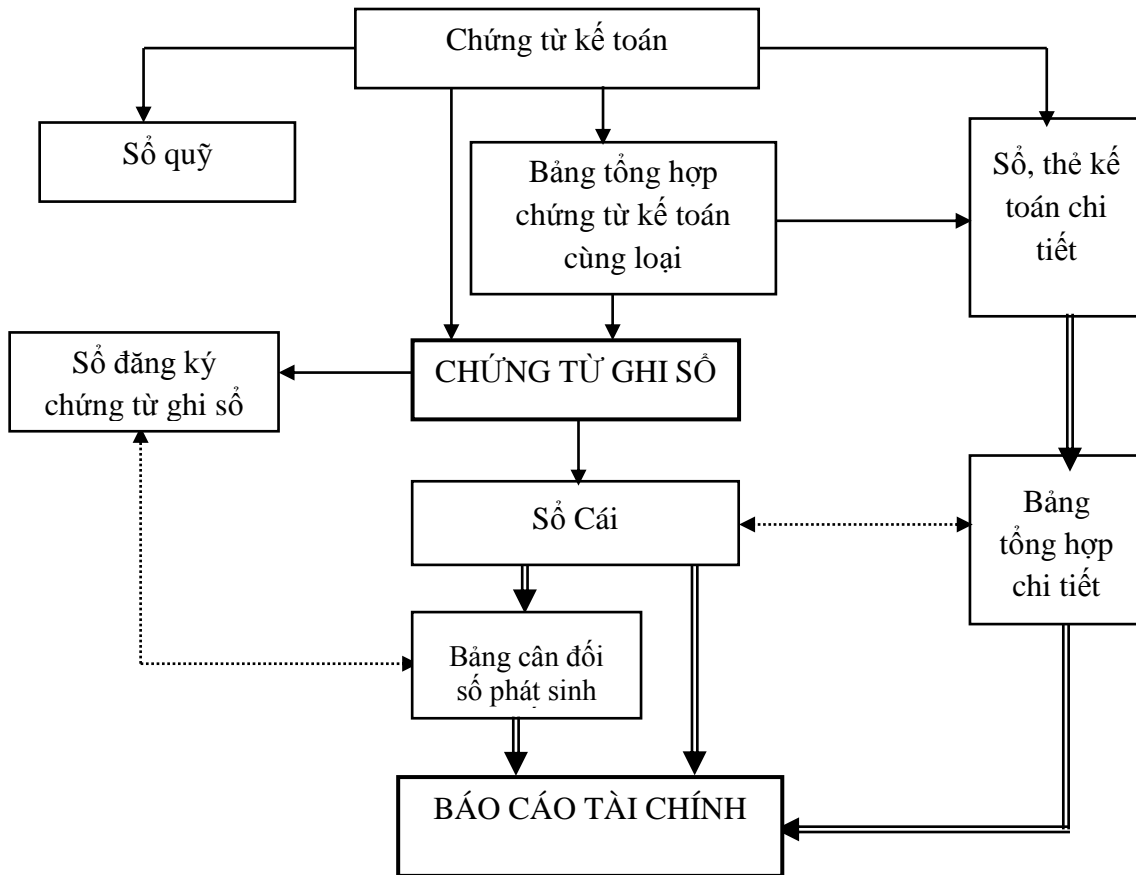 Chứng từ kế toán
Sổ quỹ
Bảng tổng hợp
chứng từ kế toán
cùng loại
Sổ, thẻ kế
toán chi
tiết
Sổ đăng ký
chứng từ ghi sổ
CHỨNG TỪ GHI SỔ
Sổ Cái
Bảng
tổng hợp
chi tiết
Bảng cân đối
số phát sinh
BÁO CÁO TÀI CHÍNH